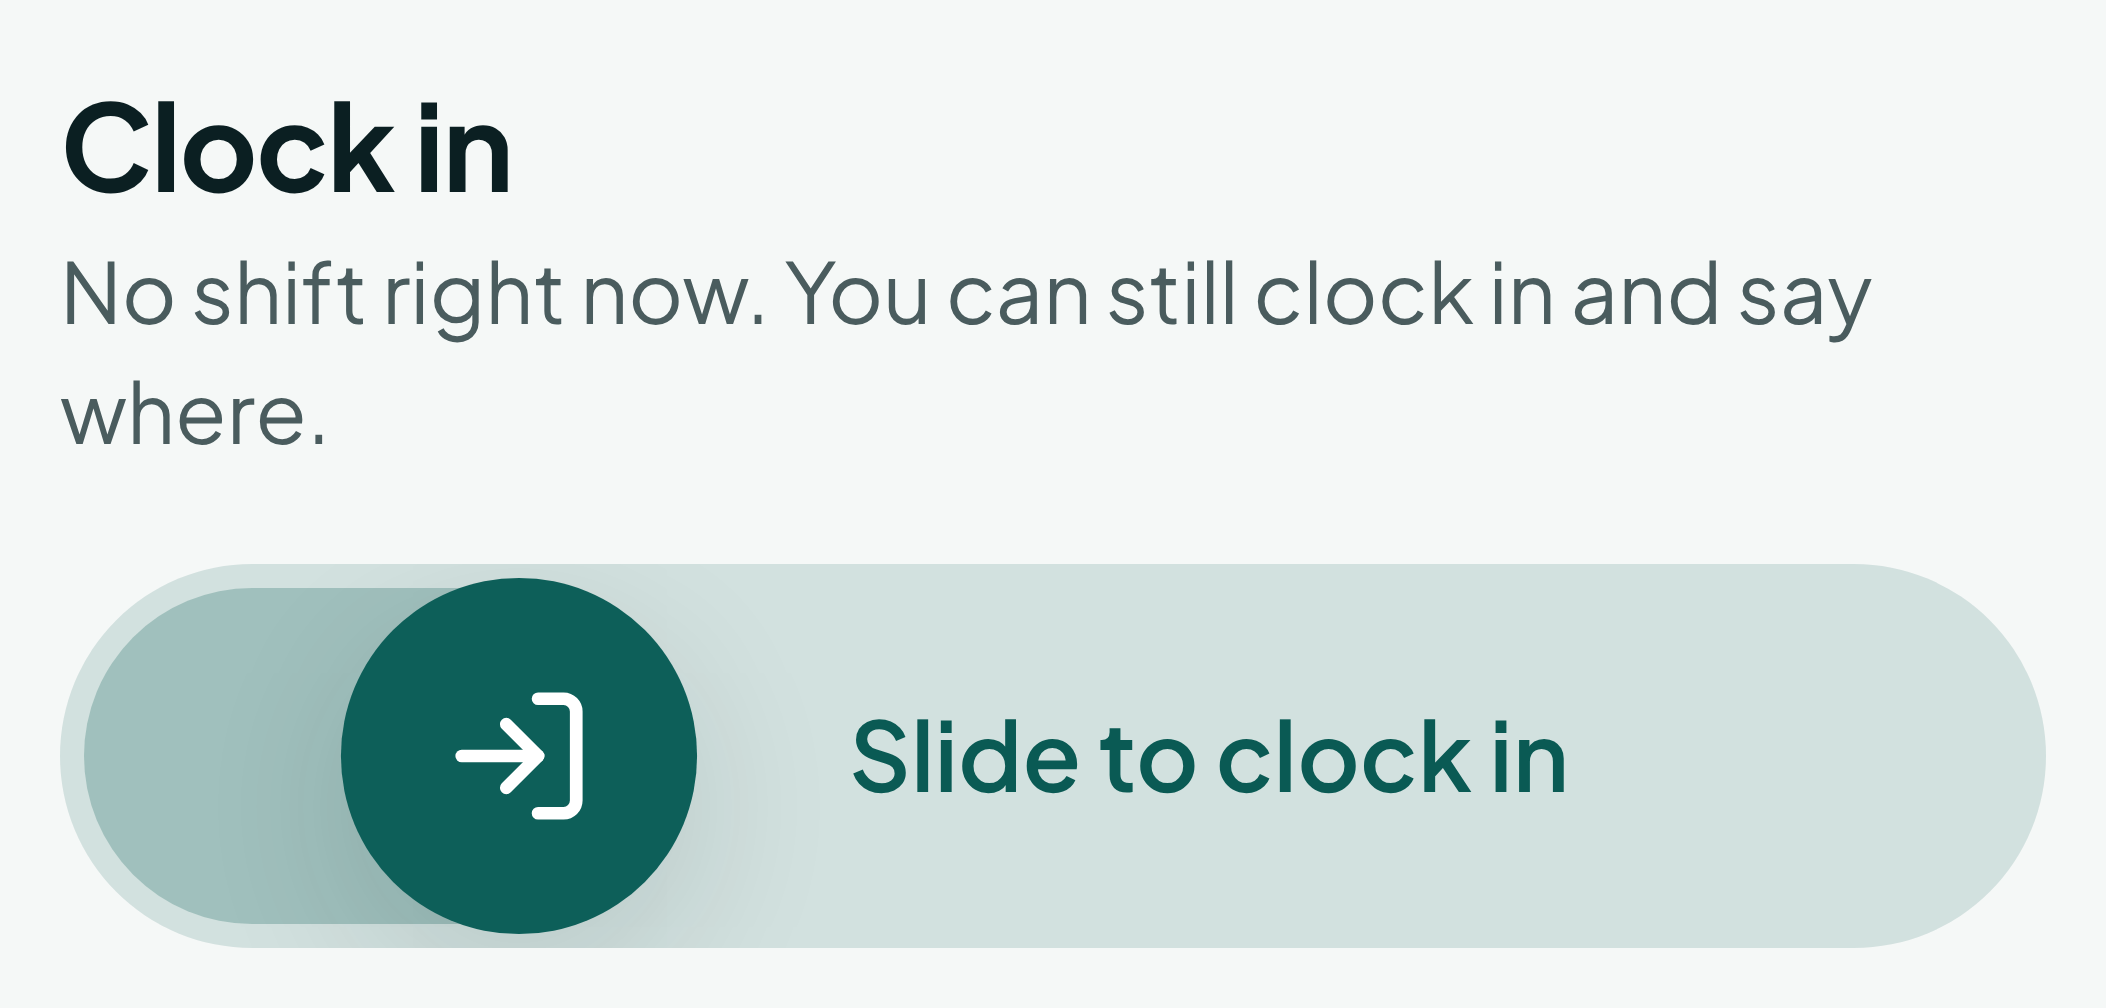 Clock in
No shift right now. You can still clock in and say
where.
Slide to clock in